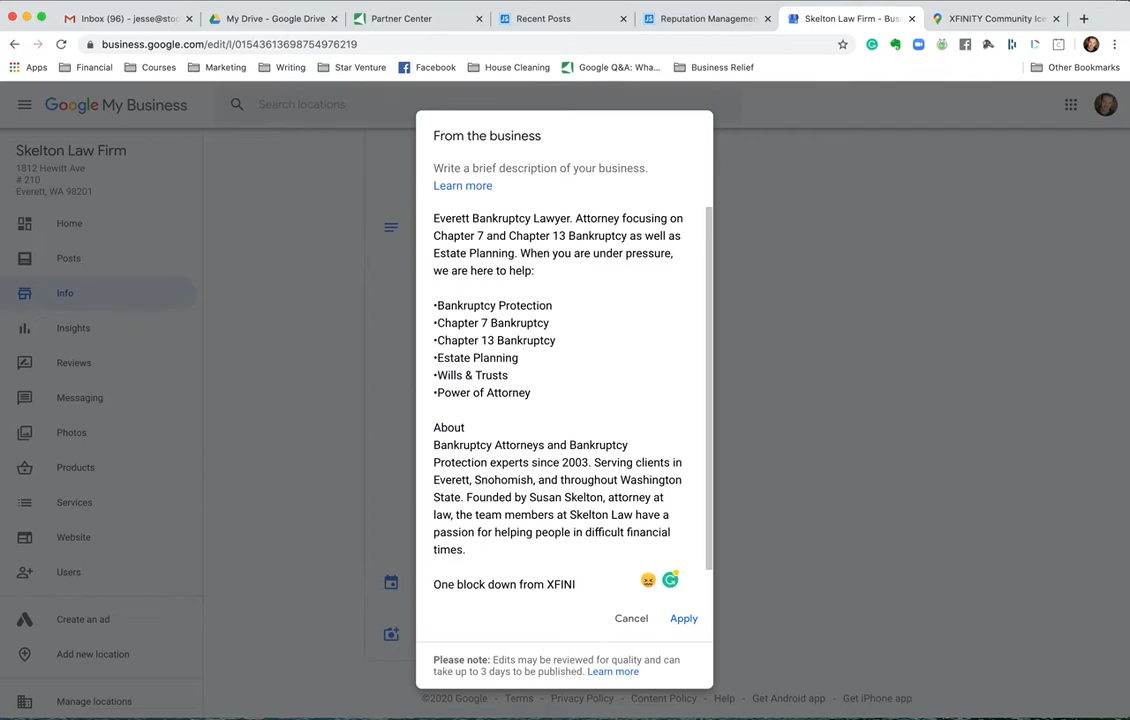 Inbox (96) - jesse@stoc
My Drive - Google Drive
Partner Center
Recent Posts
Reputation Managemen
Skelton Law Firm - Bus
XFINITY Community Ice
business.google.com/edit/l/01543613698754976219
Apps
Financial
Courses
Marketing
Writing
Star Venture
Facebook
House Cleaning
Google Q&A: Wha...
Business Relief
Other Bookmarks
Google My Business
Search locations
Skelton Law Firm
1812 Hewitt Ave
# 210
Everett, WA 98201
Home
Posts
Info
Insights
Reviews
Messaging
Photos
Products
Services
Website
Users
Create an ad
Add new location
Manage locations
From the business
Write a brief description of your business.
Learn more
Everett Bankruptcy Lawyer. Attorney focusing on
Chapter 7 and Chapter 13 Bankruptcy as well as
Estate Planning. When you are under pressure,
we are here to help:
•Bankruptcy Protection
•Chapter 7 Bankruptcy
•Chapter 13 Bankruptcy
•Estate Planning
•Wills & Trusts
•Power of Attorney
About
Bankruptcy Attorneys and Bankruptcy
Protection experts since 2003. Serving clients in
Everett, Snohomish, and throughout Washington
State. Founded by Susan Skelton, attorney at
law, the team members at Skelton Law have a
passion for helping people in difficult financial
times.
One block down from XFINI
Cancel
Apply
Please note: Edits may be reviewed for quality and can
take up to 3 days to be published. Learn more
©2020 Google - Terms - Privacy Policy - Content Policy - Help - Get Android app - Get iPhone app